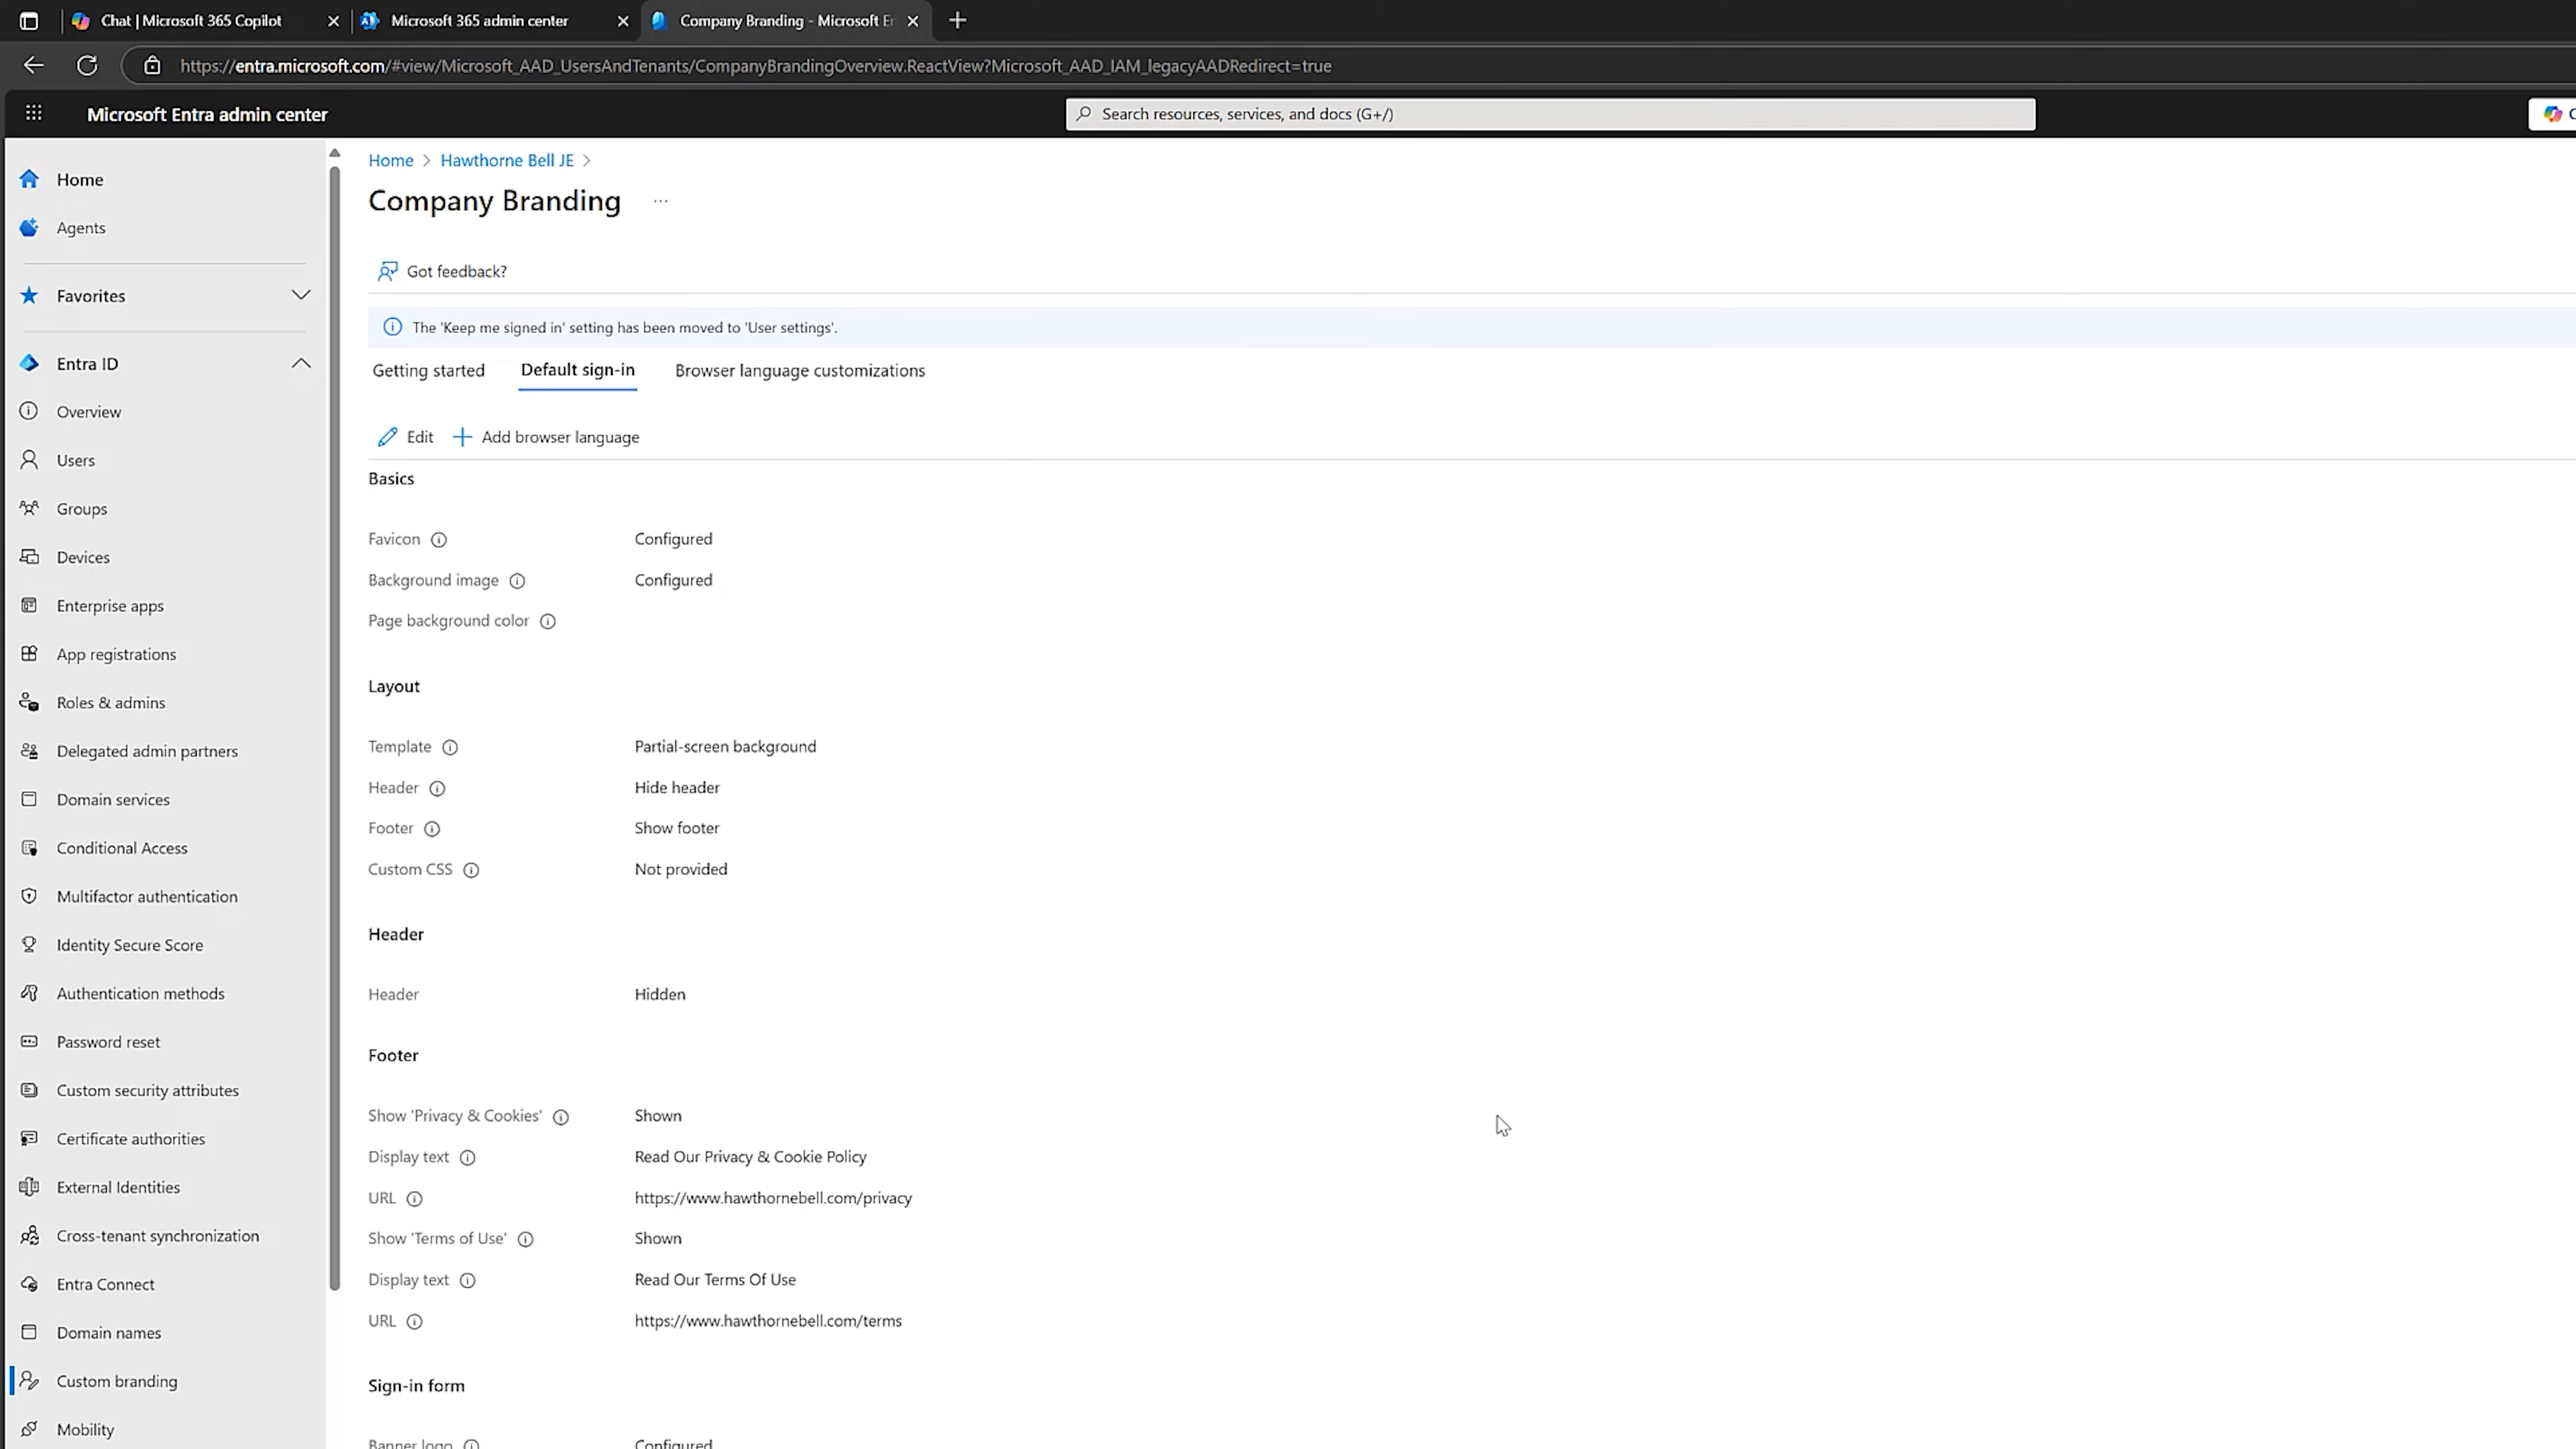 Chat | Microsoft 365 Copilot
Microsoft 365 admin center
Company Branding - Microsoft
https://entra.microsoft.com/#view/Microsoft_AAD_UsersAndTenants/CompanyBrandingOverview.ReactView?Microsoft_AAD_IAM_legacyAADRedirect=true
Microsoft Entra admin center
Search resources, services, and docs (G+/)
Home
Agents
Favorites
Entra ID
Overview
Users
Groups
Devices
Enterprise apps
App registrations
Roles & admins
Delegated admin partners
Domain services
Conditional Access
Multifactor authentication
Identity Secure Score
Authentication methods
Password reset
Custom security attributes
Certificate authorities
External Identities
Cross-tenant synchronization
Entra Connect
Domain names
Custom branding
Mobility
Home > Hawthorne Bell JE >
Company Branding ...
Got feedback?
The 'Keep me signed in' setting has been moved to 'User settings'.
Getting started Default sign-in Browser language customizations
Edit Add browser language
Basics
Favicon Configured
Background image Configured
Page background color
Layout
Template Partial-screen background
Header Hide header
Footer Show footer
Custom CSS Not provided
Header
Header Hidden
Footer
Show 'Privacy & Cookies' Shown
Display text Read Our Privacy & Cookie Policy
URL https://www.hawthornebell.com/privacy
Show 'Terms of Use' Shown
Display text Read Our Terms Of Use
URL https://www.hawthornebell.com/terms
Sign-in form
Banner logo Configured